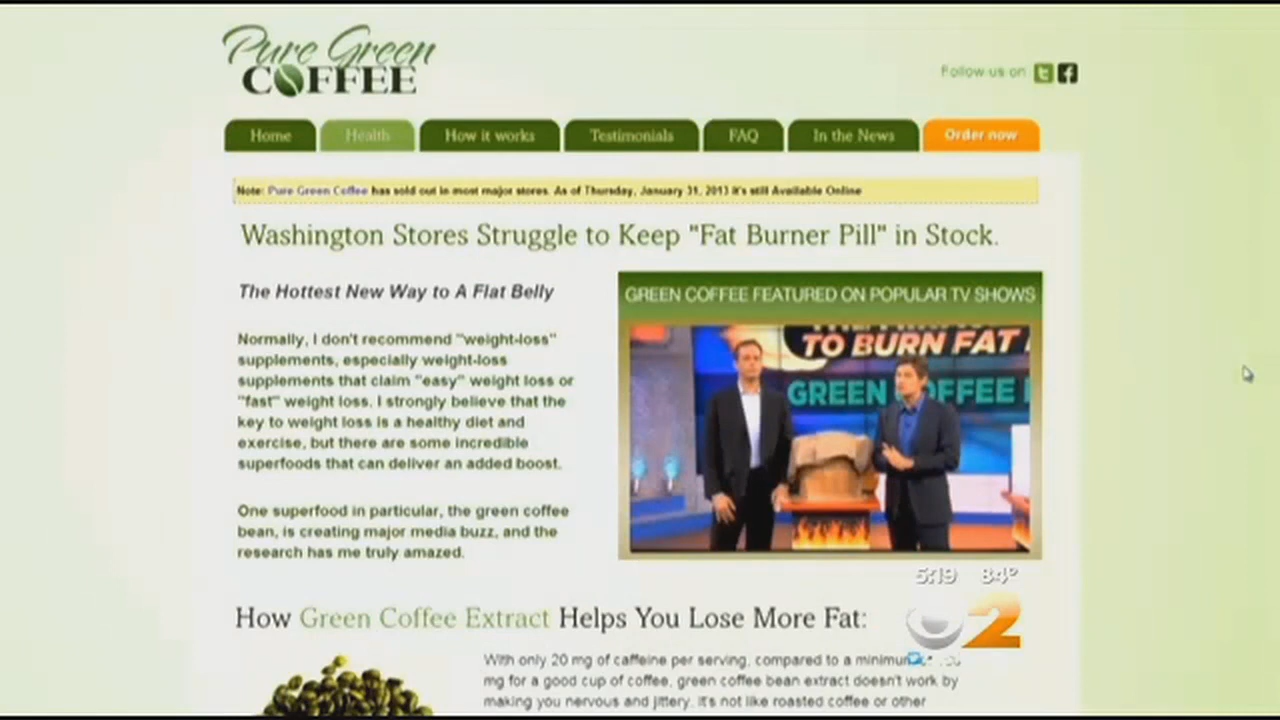 Pure Green
COFFEE
Follow us on
Home
Health
How it works
Testimonials
FAQ
In the News
Order now
Note: Pure Green Coffee has sold out in most major stores. As of Thursday, January 31, 2013 it's still Available Online
Washington Stores Struggle to Keep "Fat Burner Pill" in Stock.
The Hottest New Way to A Flat Belly
Normally, I don't recommend "weight-loss"
supplements, especially weight-loss
supplements that claim "easy" weight loss or
"fast" weight loss. I strongly believe that the
key to weight loss is a healthy diet and
exercise, but there are some incredible
superfoods that can deliver an added boost.
One superfood in particular, the green coffee
bean, is creating major media buzz, and the
research has me truly amazed.
GREEN COFFEE FEATURED ON POPULAR TV SHOWS
TO BURN FAT
GREEN
5:19 84°
2
How Green Coffee Extract Helps You Lose More Fat:
With only 20 mg of caffeine per serving, compared to a
mg for a good cup of coffee, green coffee bean extract doesn't work by
making you nervous and jittery. It's not like roasted coffee or other